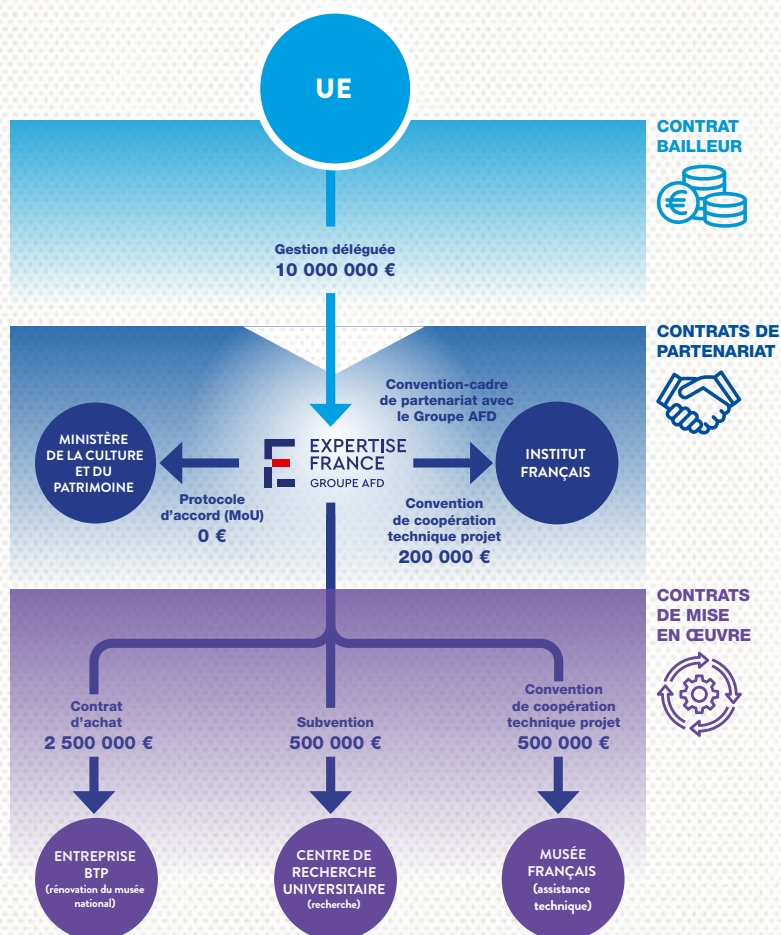 UE
CONTRAT
BAILLEUR
€
Gestion déléguée
10 000 000 €
CONTRATS DE
PARTENARIAT
Convention-cadre
de partenariat avec
le Groupe AFD
MINISTÈRE
DE LA CULTURE
ET DU
PATRIMOINE
EXPERTISE
FRANCE
GROUPE AFD
INSTITUT
FRANÇAIS
Protocole
d'accord (MoU)
0 €
Convention
de coopération
technique projet
200 000 €
CONTRATS
DE MISE
EN ŒUVRE
Contrat
d'achat
2 500 000 €
Subvention
500 000 €
Convention
de coopération
technique projet
500 000 €
ENTREPRISE
BTP
(rénovation du musée
national)
CENTRE DE
RECHERCHE
UNIVERSITAIRE
(recherche)
MUSÉE
FRANÇAIS
(assistance
technique)